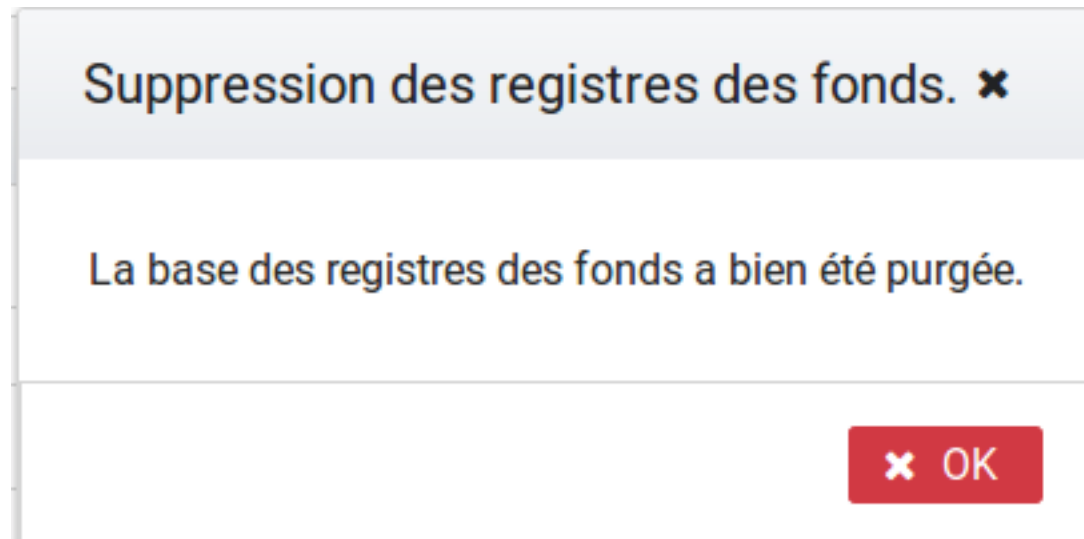 Suppression des registres des fonds. ✖
La base des registres des fonds a bien été purgée.
✖ OK